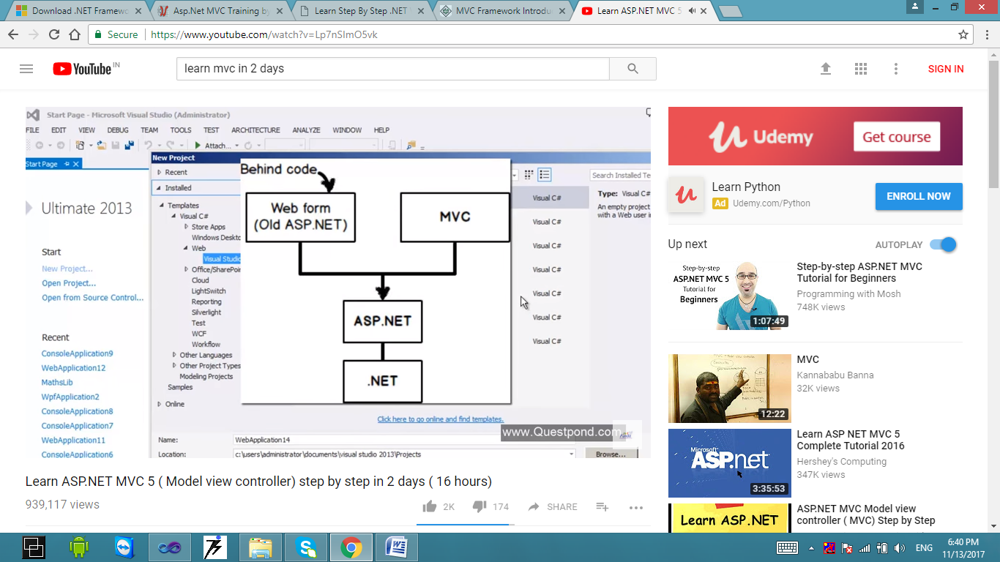 Download .NET Framewo
Asp.Net MVC Training by
Learn Step By Step .NET
MVC Framework Introdu
Learn ASP.NET MVC 5
Secure https://www.youtube.com/watch?v=Lp7nSImO5vk
YouTube IN
learn mvc in 2 days
SIGN IN
Start Page - Microsoft Visual Studio (Administrator)
FILE EDIT VIEW DEBUG TEAM TOOLS TEST ARCHITECTURE ANALYZE WINDOW HELP
Attach...
Start Page
New Project
Recent
Installed
Templates
Visual C#
Store Apps
Windows Deskto
Web
Visual Studio
Office/SharePoin
Cloud
LightSwitch
Reporting
Silverlight
Test
WCF
Workflow
Other Languages
Other Project Types
Modeling Projects
Samples
Online
Ultimate 2013
Start
New Project...
Open Project...
Open from Source Control...
Recent
ConsoleApplication9
WebApplication12
MathsLib
WpfApplication2
ConsoleApplication8
ConsoleApplication7
WebApplication11
ConsoleApplication6
Behind code
Web form
(Old ASP.NET)
MVC
ASP.NET
.NET
Search Installed Te
Visual C#
Visual C#
Visual C#
Visual C#
Visual C#
Visual C#
Visual C#
Type: Visual C#
An empty project
with a Web user in
Click here to go online and find templates.
www.Questpond.com
Name: WebApplication14
Location: c:\users\administrator\documents\visual studio 2013\Projects
Browse...
Learn ASP.NET MVC 5 ( Model view controller) step by step in 2 days ( 16 hours)
939,117 views
2K 174 SHARE
Udemy Get course
Learn Python
Ad Udemy.com/Python
ENROLL NOW
Up next AUTOPLAY
Step-by-step
ASP.NET MVC 5
Tutorial for
Beginners
1:07:49
Step-by-step ASP.NET MVC
Tutorial for Beginners
Programming with Mosh
748K views
12:22
MVC
Kannababu Banna
32K views
Microsoft
ASP.net
3:35:53
Learn ASP NET MVC 5
Complete Tutorial 2016
Hershey's Computing
347K views
Learn ASP.NET
ASP.NET MVC Model view
controller ( MVC) Step by Step
ENG
6:40 PM
11/13/2017